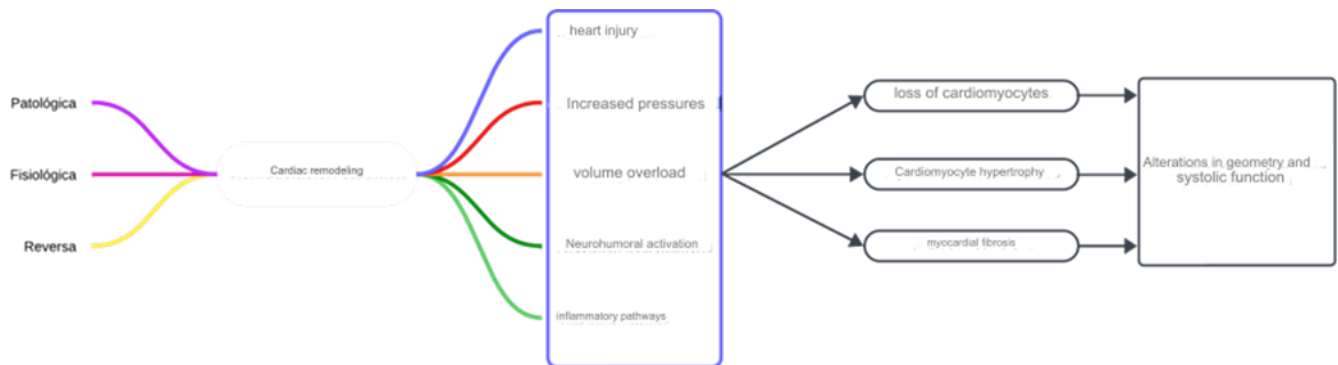 Patológica
Fisiológica
Reversa
Cardiac remodeling
heart injury
Increased pressures
volume overload
Neurohumoral activation
inflammatory pathways
loss of cardiomyocytes
Cardiomyocyte hypertrophy
myocardial fibrosis
Alterations in geometry and
systolic function